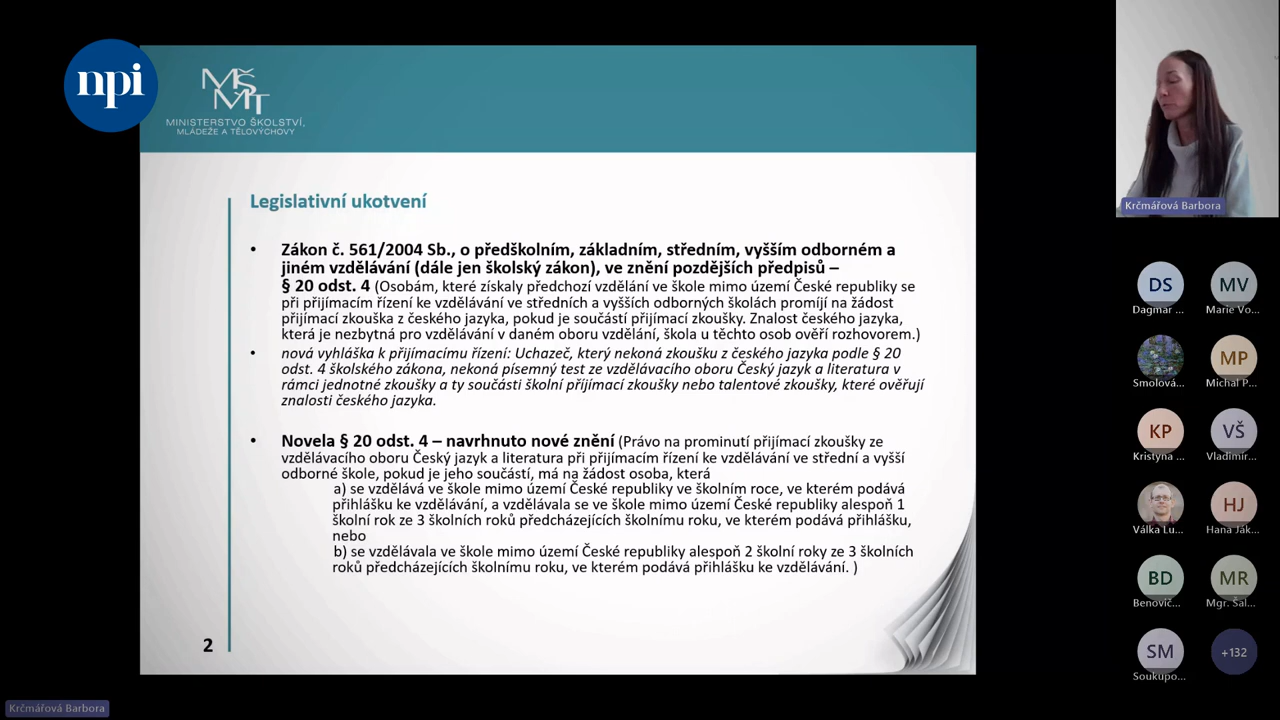 npi
MŠ
MT
MINISTERSTVO ŠKOLSTVÍ,
MLÁDEŽE A TĚLOVÝCHOVY
Legislativní ukotvení
• Zákon č. 561/2004 Sb., o předškolním, základním, středním, vyšším odborném a
jiném vzdělávání (dále jen školský zákon), ve znění pozdějších předpisů –
§ 20 odst. 4 (Osobám, které získaly předchozí vzdělání ve škole mimo území České republiky se
při přijímacím řízení ke vzdělávání ve středních a vyšších odborných školách promíjí na žádost
přijímací zkouška z českého jazyka, pokud je součástí přijímací zkoušky. Znalost českého jazyka,
která je nezbytná pro vzdělávání v daném oboru vzdělání, škola u těchto osob ověří rozhovorem.)
• nová vyhláška k přijímacímu řízení: Uchazeč, který nekoná zkoušku z českého jazyka podle § 20
odst. 4 školského zákona, nekoná písemný test ze vzdělávacího oboru Český jazyk a literatura v
rámci jednotné zkoušky a ty součásti školní příjímací zkoušky nebo talentové zkoušky, které ověřují
znalosti českého jazyka.
• Novela § 20 odst. 4 – navrhnuto nové znění (Právo na prominutí přijímací zkoušky ze
vzdělávacího oboru Český jazyk a literatura při přijímacím řízení ke vzdělávání ve střední a vyšší
odborné škole, pokud je jeho součástí, má na žádost osoba, která
a) se vzdělává ve škole mimo území České republiky ve školním roce, ve kterém podává
přihlášku ke vzdělávání, a vzdělávala se ve škole mimo území České republiky alespoň 1
školní rok ze 3 školních roků předcházejících školnímu roku, ve kterém podává přihlášku,
nebo
b) se vzdělávala ve škole mimo území České republiky alespoň 2 školní roky ze 3 školních
roků předcházejících školnímu roku, ve kterém podává přihlášku ke vzdělávání. )
2
Krčmářová Barbora
DS
MV
Dagmar ...
Marie Vo...
MP
Smolová...
Michal P...
KP
VŠ
Kristýna ...
Vladimír...
HJ
Válka Lu...
Hana Ják...
BD
MR
Benovič...
Mgr. Šal...
SM
+132
Soukupo...
Krčmářová Barbora